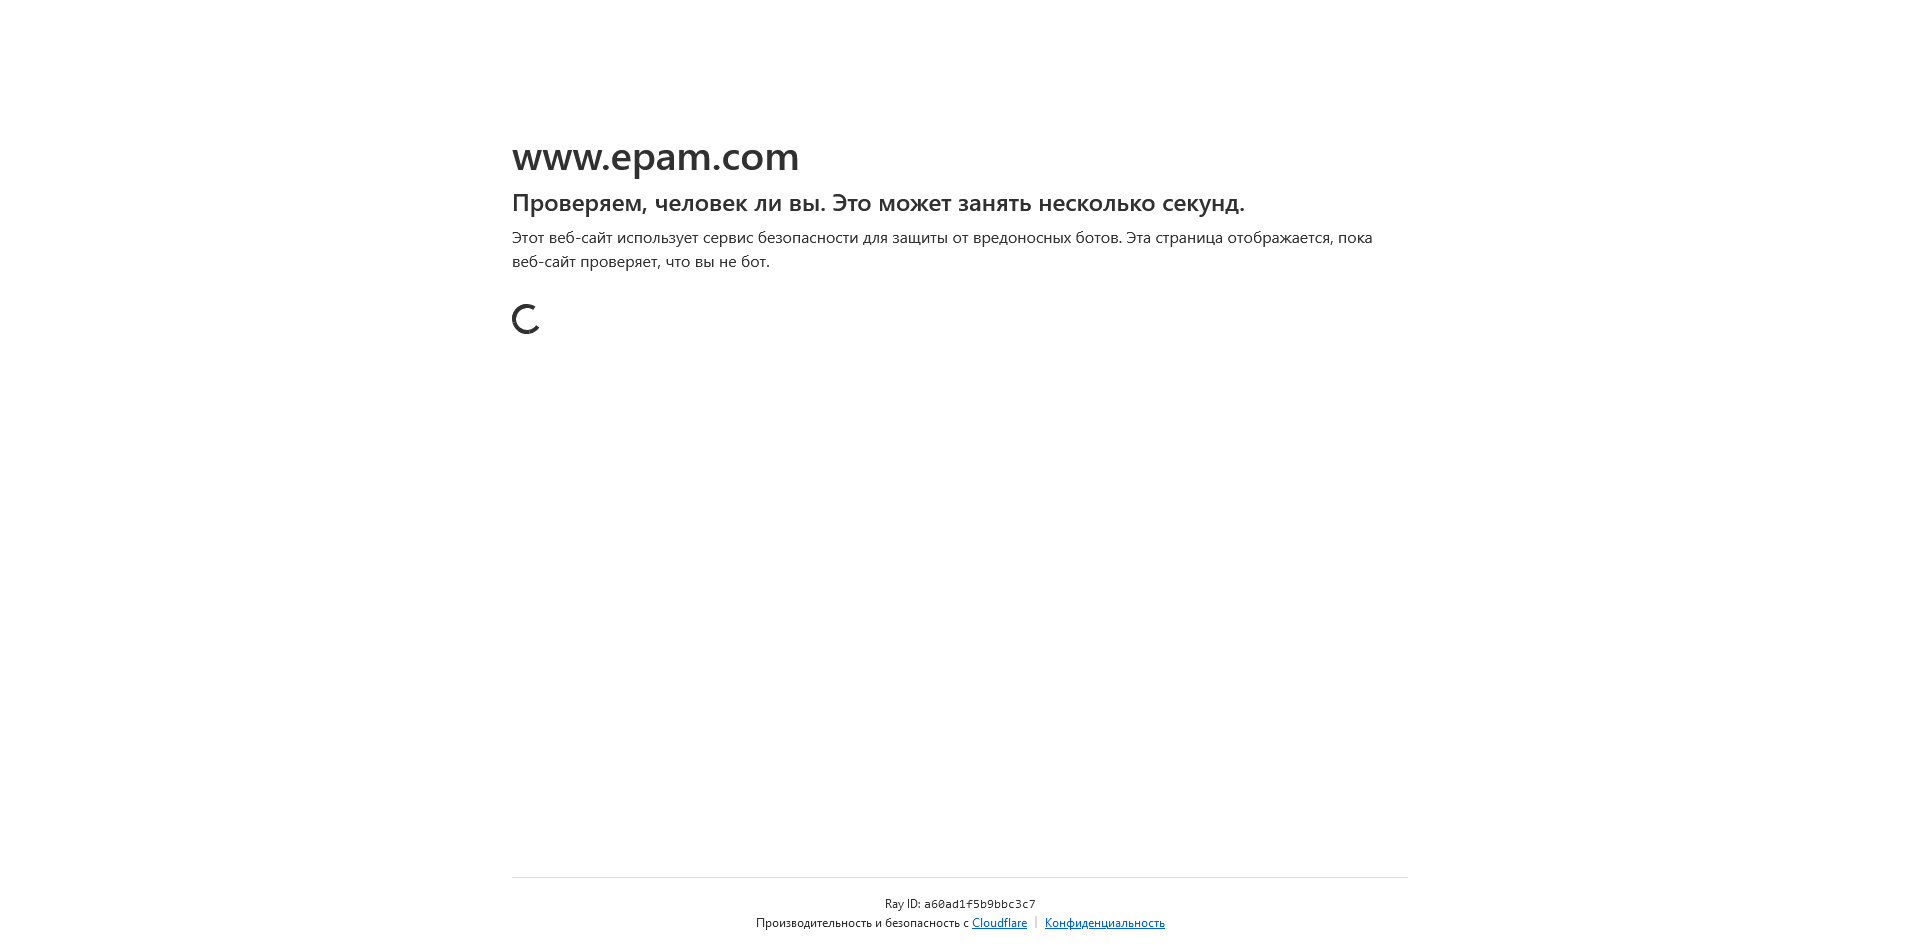 www.epam.com
Проверяем, человек ли вы. Это может занять несколько секунд.
Этот веб-сайт использует сервис безопасности для защиты от вредоносных ботов. Эта страница отображается, пока
веб-сайт проверяет, что вы не бот.
Ray ID: a60ad1f5b9bbc3c7
Производительность и безопасность с Cloudflare | Конфиденциальность